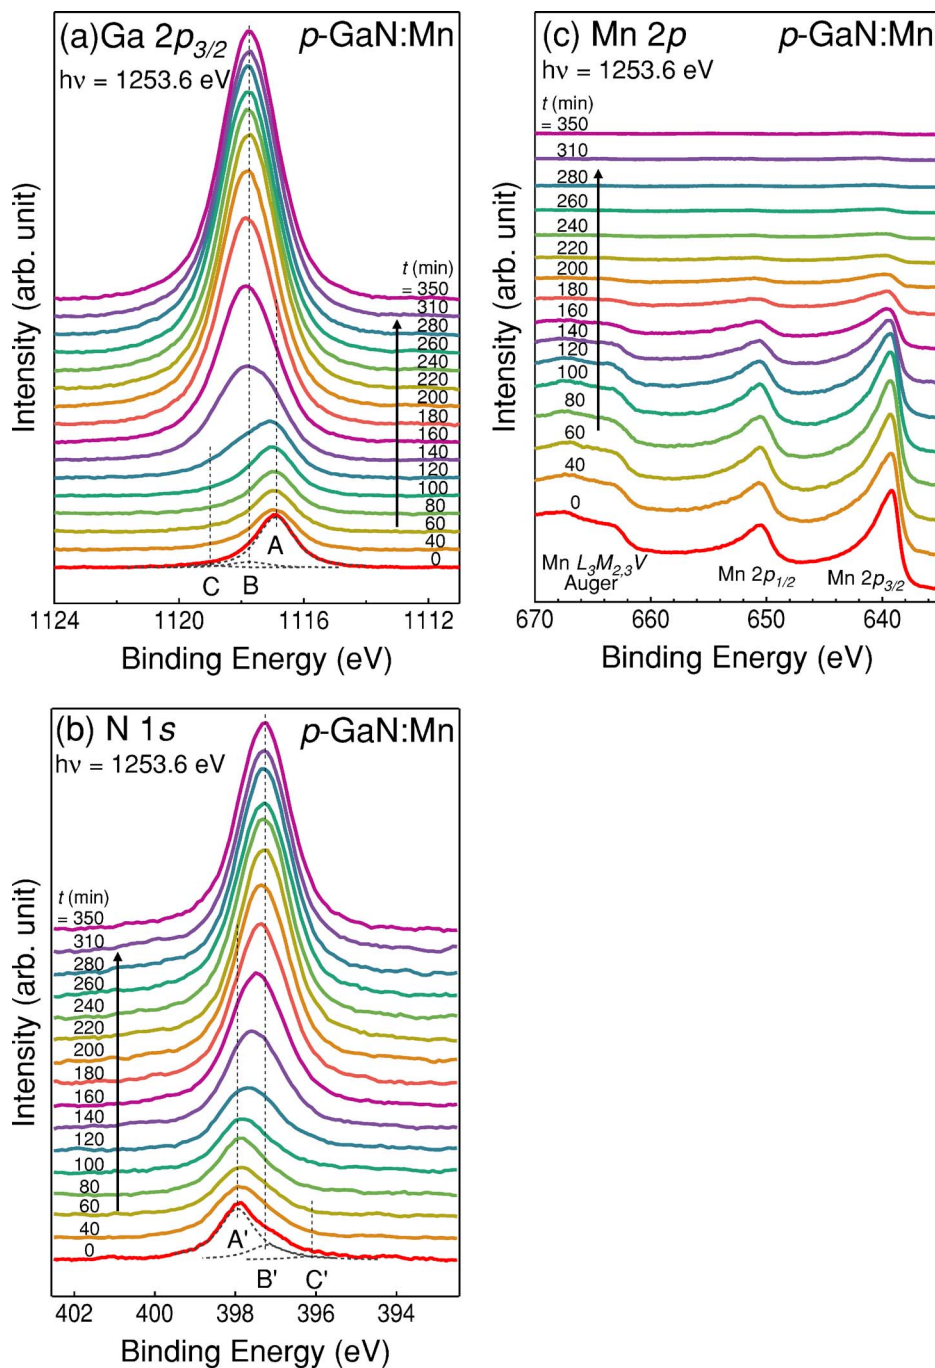 (a)Ga 2p3/2
p-GaN:Mn
hν = 1253.6 eV
Intensity (arb. unit)
t (min)
= 350
310
280
260
240
220
200
180
160
140
120
100
80
60
40
0
A
B
C
1124
1120
1116
1112
Binding Energy (eV)
(c) Mn 2p
p-GaN:Mn
hν = 1253.6 eV
Intensity (arb. unit)
t (min)
= 350
310
280
260
240
220
200
180
160
140
120
100
80
60
40
0
Mn L3M2,3V
Auger
Mn 2p1/2
Mn 2p3/2
670
660
650
640
Binding Energy (eV)
(b) N 1s
p-GaN:Mn
hν = 1253.6 eV
Intensity (arb. unit)
t (min)
= 350
310
280
260
240
220
200
180
160
140
120
100
80
60
40
0
A'
B'
C'
402
400
398
396
394
Binding Energy (eV)